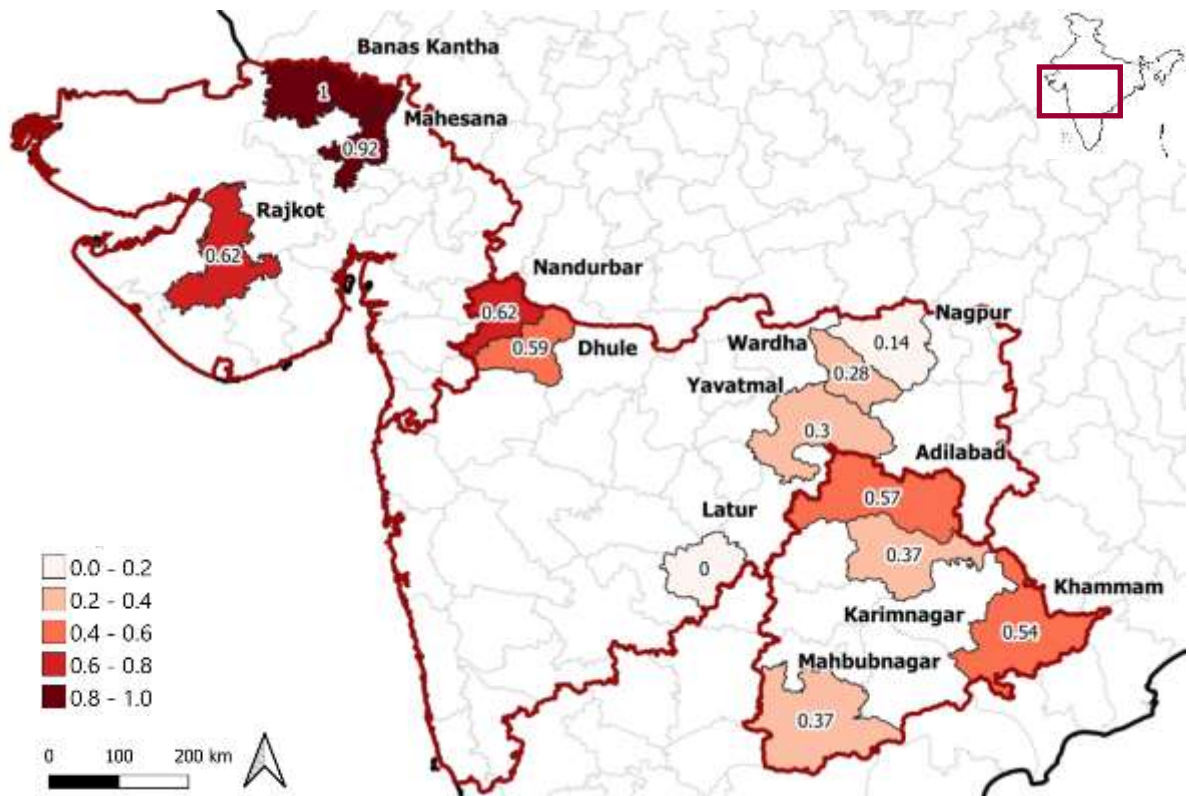 Banas Kantha
1
Mahesana
0.92
Rajkot
0.62
Nandurbar
0.62
0.59
Dhule
Nagpur
0.14
Wardha
0.28
Yavatmal
0.3
Adilabad
0.57
Latur
0
0.37
Karimnagar
Khammam
0.54
Mahbubnagar
0.37
0.0 - 0.2
0.2 - 0.4
0.4 - 0.6
0.6 - 0.8
0.8 - 1.0
0 100 200 km